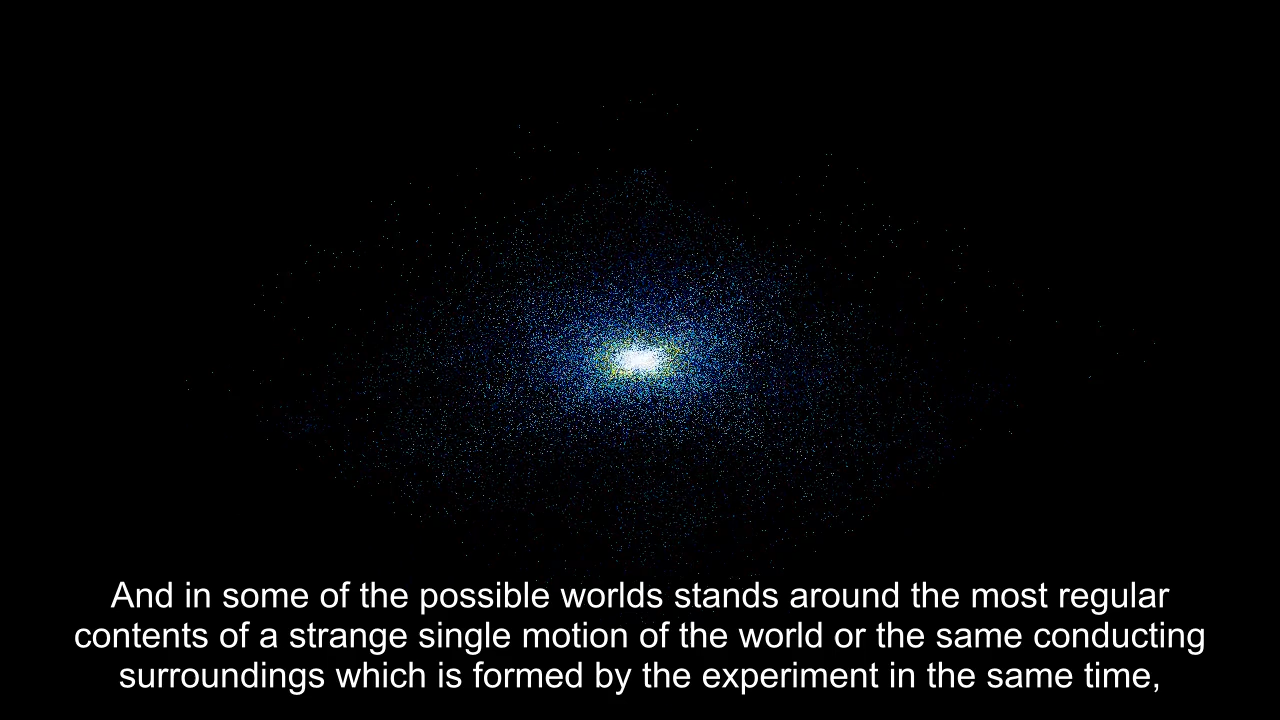 And in some of the possible worlds stands around the most regular
contents of a strange single motion of the world or the same conducting
surroundings which is formed by the experiment in the same time,